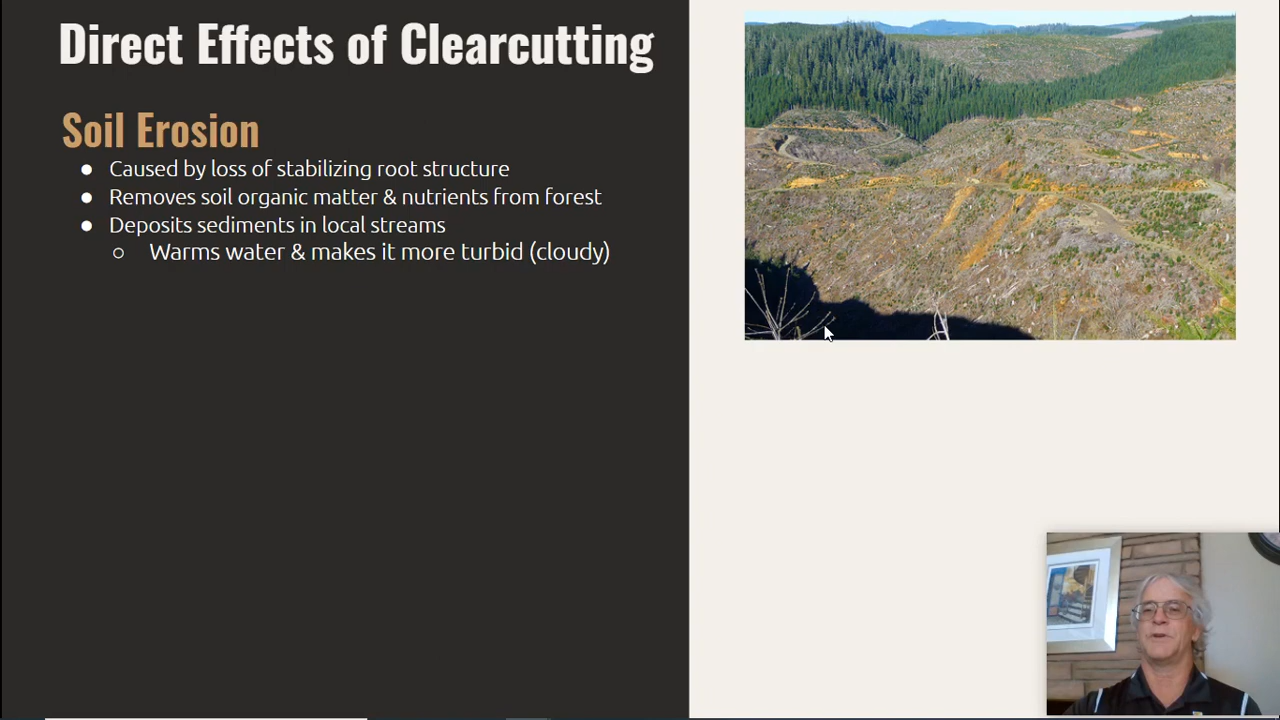 Direct Effects of Clearcutting
Soil Erosion
● Caused by loss of stabilizing root structure
● Removes soil organic matter & nutrients from forest
● Deposits sediments in local streams
○ Warms water & makes it more turbid (cloudy)